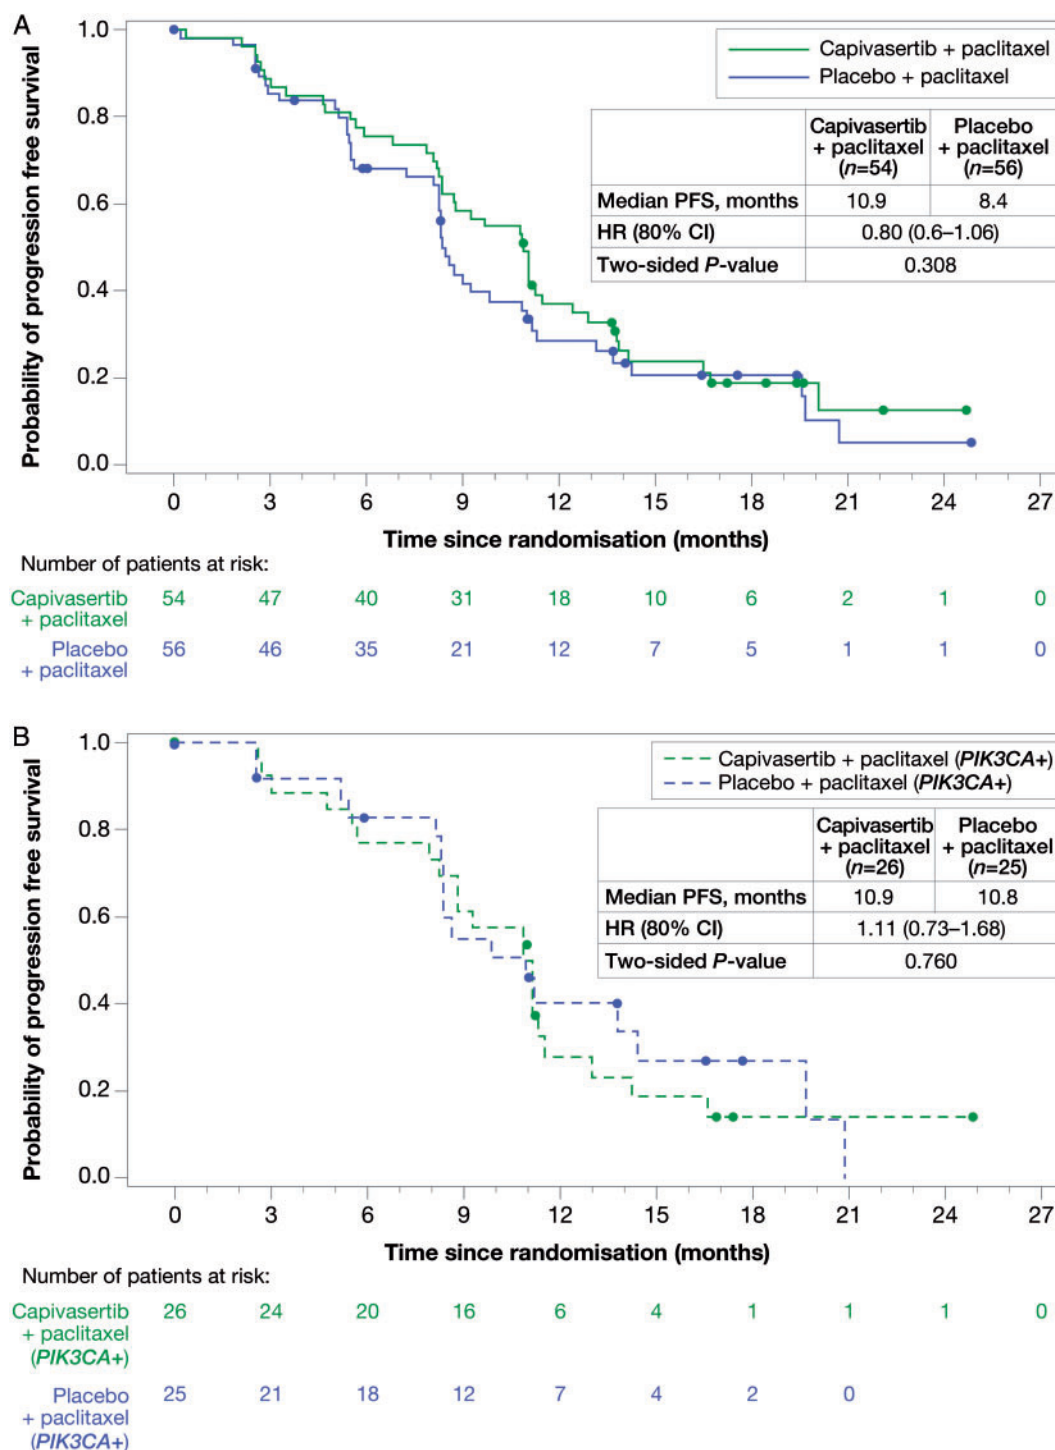 A
Probability of progression free survival
1.0
0.8
0.6
0.4
0.2
0.0
Capivasertib + paclitaxel
Placebo + paclitaxel
Capivasertib + paclitaxel (n=54)
Placebo + paclitaxel (n=56)
Median PFS, months 10.9 8.4
HR (80% CI) 0.80 (0.6–1.06)
Two-sided P-value 0.308
0 3 6 9 12 15 18 21 24 27
Time since randomisation (months)
Number of patients at risk:
Capivasertib + paclitaxel 54 47 40 31 18 10 6 2 1 0
Placebo + paclitaxel 56 46 35 21 12 7 5 1 1 0
B
Probability of progression free survival
1.0
0.8
0.6
0.4
0.2
0.0
Capivasertib + paclitaxel (PIK3CA+)
Placebo + paclitaxel (PIK3CA+)
Capivasertib + paclitaxel (n=26)
Placebo + paclitaxel (n=25)
Median PFS, months 10.9 10.8
HR (80% CI) 1.11 (0.73–1.68)
Two-sided P-value 0.760
0 3 6 9 12 15 18 21 24 27
Time since randomisation (months)
Number of patients at risk:
Capivasertib + paclitaxel (PIK3CA+) 26 24 20 16 6 4 1 1 1 0
Placebo + paclitaxel (PIK3CA+) 25 21 18 12 7 4 2 0